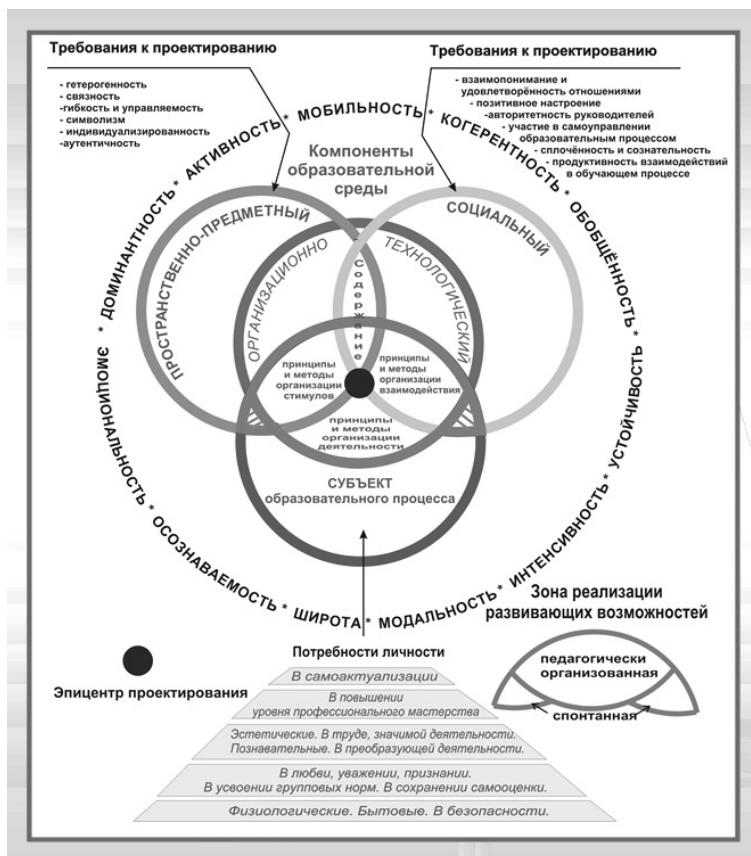 Требования к проектированию
- гетерогенность
- связность
-гибкость и управляемость
- символизм
- индивидуализированность
-аутентичность
Требования к проектированию
- взаимопонимание и
удовлетворённость отношениями
- позитивное настроение
-авторитетность руководителей
- участие в самоуправлении
образовательным процессом
- сплочённость и сознательность
- продуктивность взаимодействий
в обучающем процессе
* ДОМИНАНТНОСТЬ * АКТИВНОСТЬ * МОБИЛЬНОСТЬ * КОГЕРЕНТНОСТЬ * ОБОБЩЁННОСТЬ * УСТОЙЧИВОСТЬ * ИНТЕНСИВНОСТЬ * МОДАЛЬНОСТЬ * ШИРОТА * ОСОЗНАВАЕМОСТЬ * ЭМОЦИОНАЛЬНОСТЬ
Компоненты
образовательной
среды
ПРОСТРАНСТВЕННО-ПРЕДМЕТНЫЙ
СОЦИАЛЬНЫЙ
ОРГАНИЗАЦИОННО
ТЕХНОЛОГИЧЕСКИЙ
содержание
принципы
и методы
организации
стимулов
принципы
и методы
организации
взаимодействия
принципы
и методы
организации
деятельности
СУБЪЕКТ
образовательного процесса
Эпицентр проектирования
Зона реализации
развивающих возможностей
педагогически
организованная
спонтанная
Потребности личности
В самоактуализации
В повышении
уровня профессионального мастерства
Эстетические. В труде, значимой деятельности.
Познавательные. В преобразующей деятельности.
В любви, уважении, признании.
В усвоении групповых норм. В сохранении самооценки.
Физиологические. Бытовые. В безопасности.